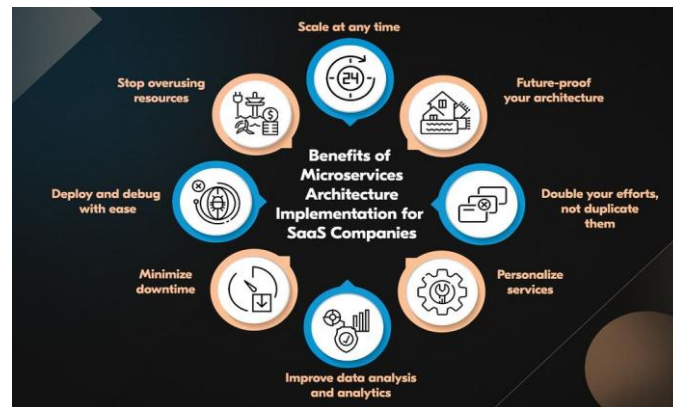 Scale at any time
Stop overusing
resources
Future-proof
your architecture
24
Benefits of
Microservices
Architecture
Implementation for
SaaS Companies
Deploy and debug
with ease
Double your efforts,
not duplicate
them
Minimize
downtime
Personalize
services
Improve data analysis
and analytics